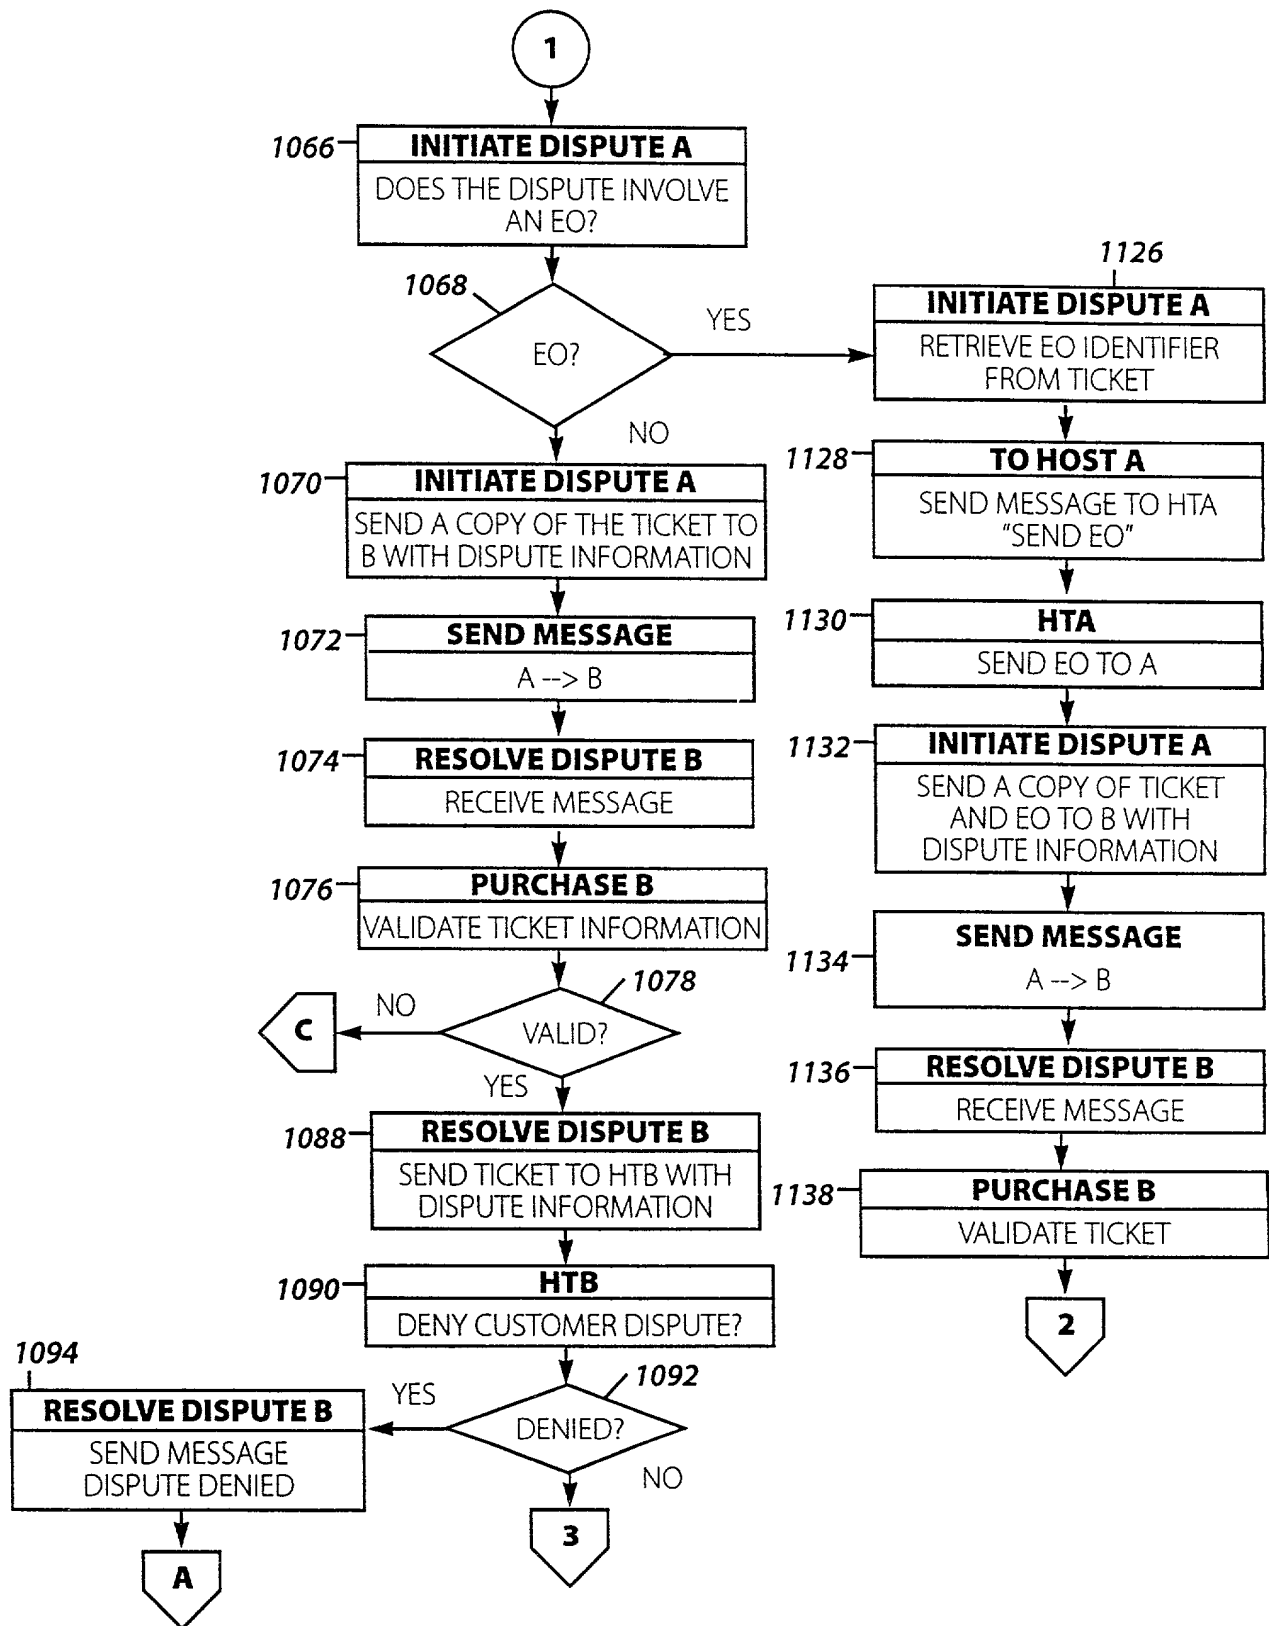 1
1066
INITIATE DISPUTE A
DOES THE DISPUTE INVOLVE
AN EO?
1068
EO?
YES
NO
1070
INITIATE DISPUTE A
SEND A COPY OF THE TICKET TO
B WITH DISPUTE INFORMATION
1072
SEND MESSAGE
A --> B
1074
RESOLVE DISPUTE B
RECEIVE MESSAGE
1076
PURCHASE B
VALIDATE TICKET INFORMATION
1078
VALID?
NO
C
YES
1088
RESOLVE DISPUTE B
SEND TICKET TO HTB WITH
DISPUTE INFORMATION
1090
HTB
DENY CUSTOMER DISPUTE?
1092
DENIED?
YES
NO
1094
RESOLVE DISPUTE B
SEND MESSAGE
DISPUTE DENIED
A
3
1126
INITIATE DISPUTE A
RETRIEVE EO IDENTIFIER
FROM TICKET
1128
TO HOST A
SEND MESSAGE TO HTA
"SEND EO"
1130
HTA
SEND EO TO A
1132
INITIATE DISPUTE A
SEND A COPY OF TICKET
AND EO TO B WITH
DISPUTE INFORMATION
1134
SEND MESSAGE
A --> B
1136
RESOLVE DISPUTE B
RECEIVE MESSAGE
1138
PURCHASE B
VALIDATE TICKET
2